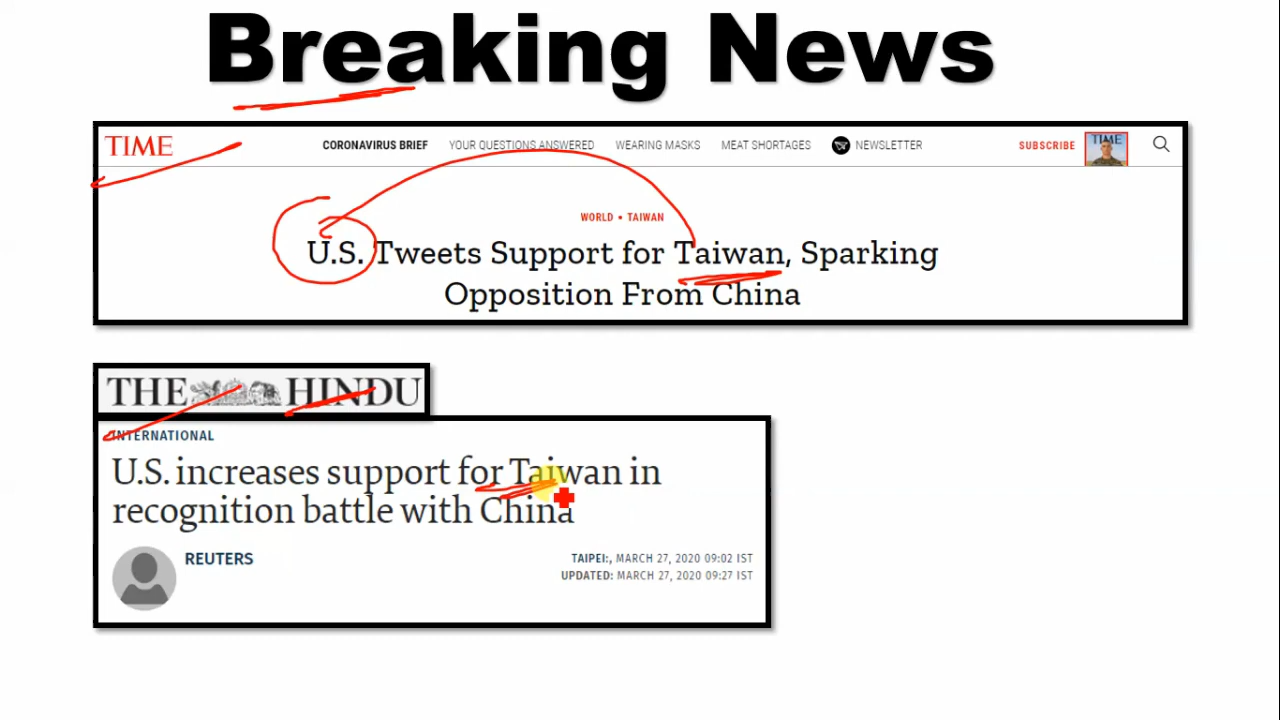 Breaking News
TIME
CORONAVIRUS BRIEF YOUR QUESTIONS ANSWERED WEARING MASKS MEAT SHORTAGES NEWSLETTER SUBSCRIBE TIME
WORLD • TAIWAN
U.S. Tweets Support for Taiwan, Sparking
Opposition From China
THE HINDU
INTERNATIONAL
U.S. increases support for Taiwan in
recognition battle with China
REUTERS
TAIPEI:, MARCH 27, 2020 09:02 IST
UPDATED: MARCH 27, 2020 09:27 IST